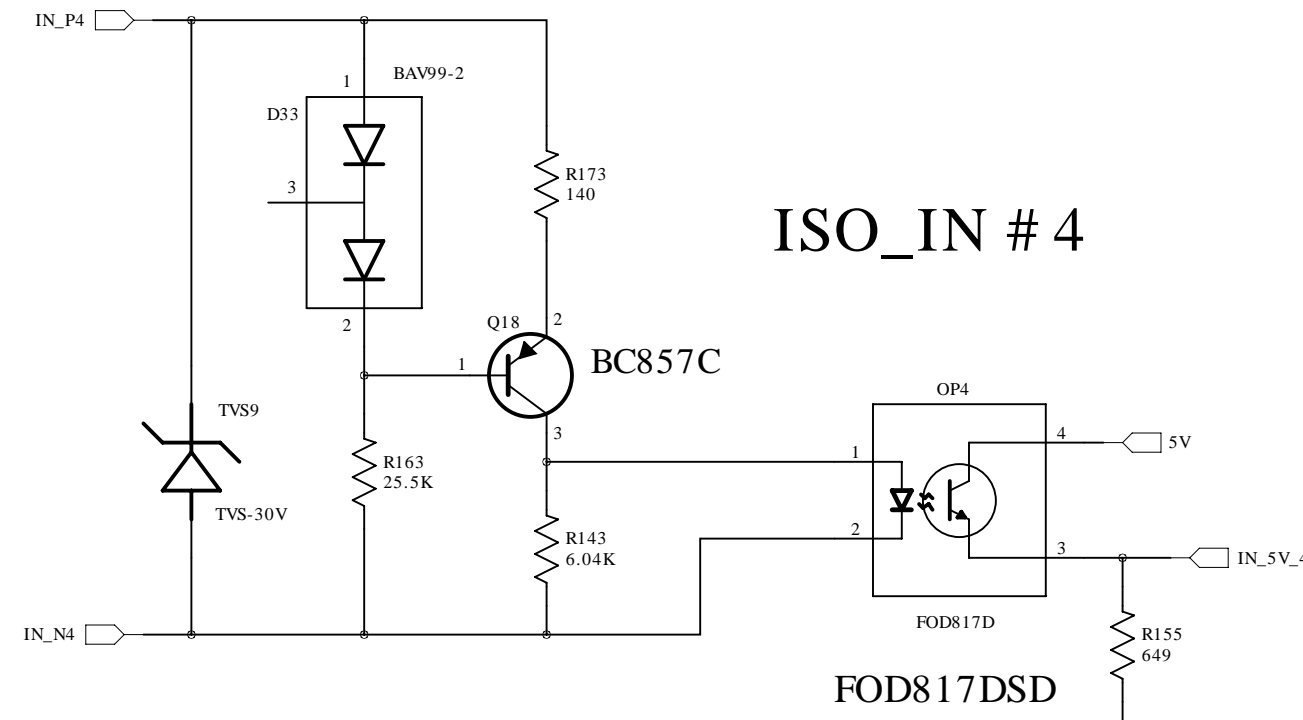 IN_P4
BAV99-2
1
D33
3
R173
140
ISO_IN # 4
2
Q18
2
1
BC857C
OP4
TVS9
3
4
5V
1
R163
25.5K
TVS-30V
R143
6.04K
2
3
IN_5V_4
IN_N4
FOD817D
R155
649
FOD817DSD